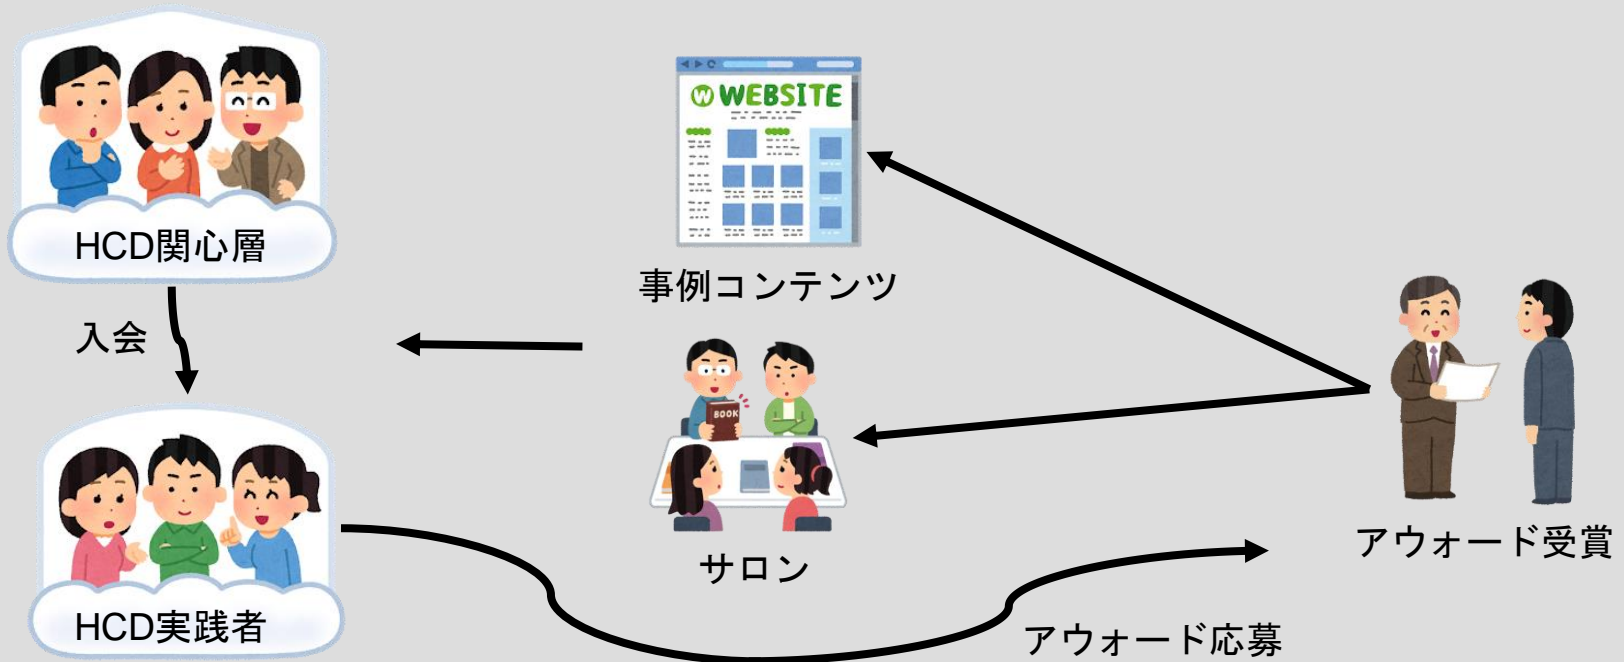 HCD関心層
入会
HCD実践者
WEBSITE
事例コンテンツ
BOOK
サロン
アウォード受賞
アウォード応募